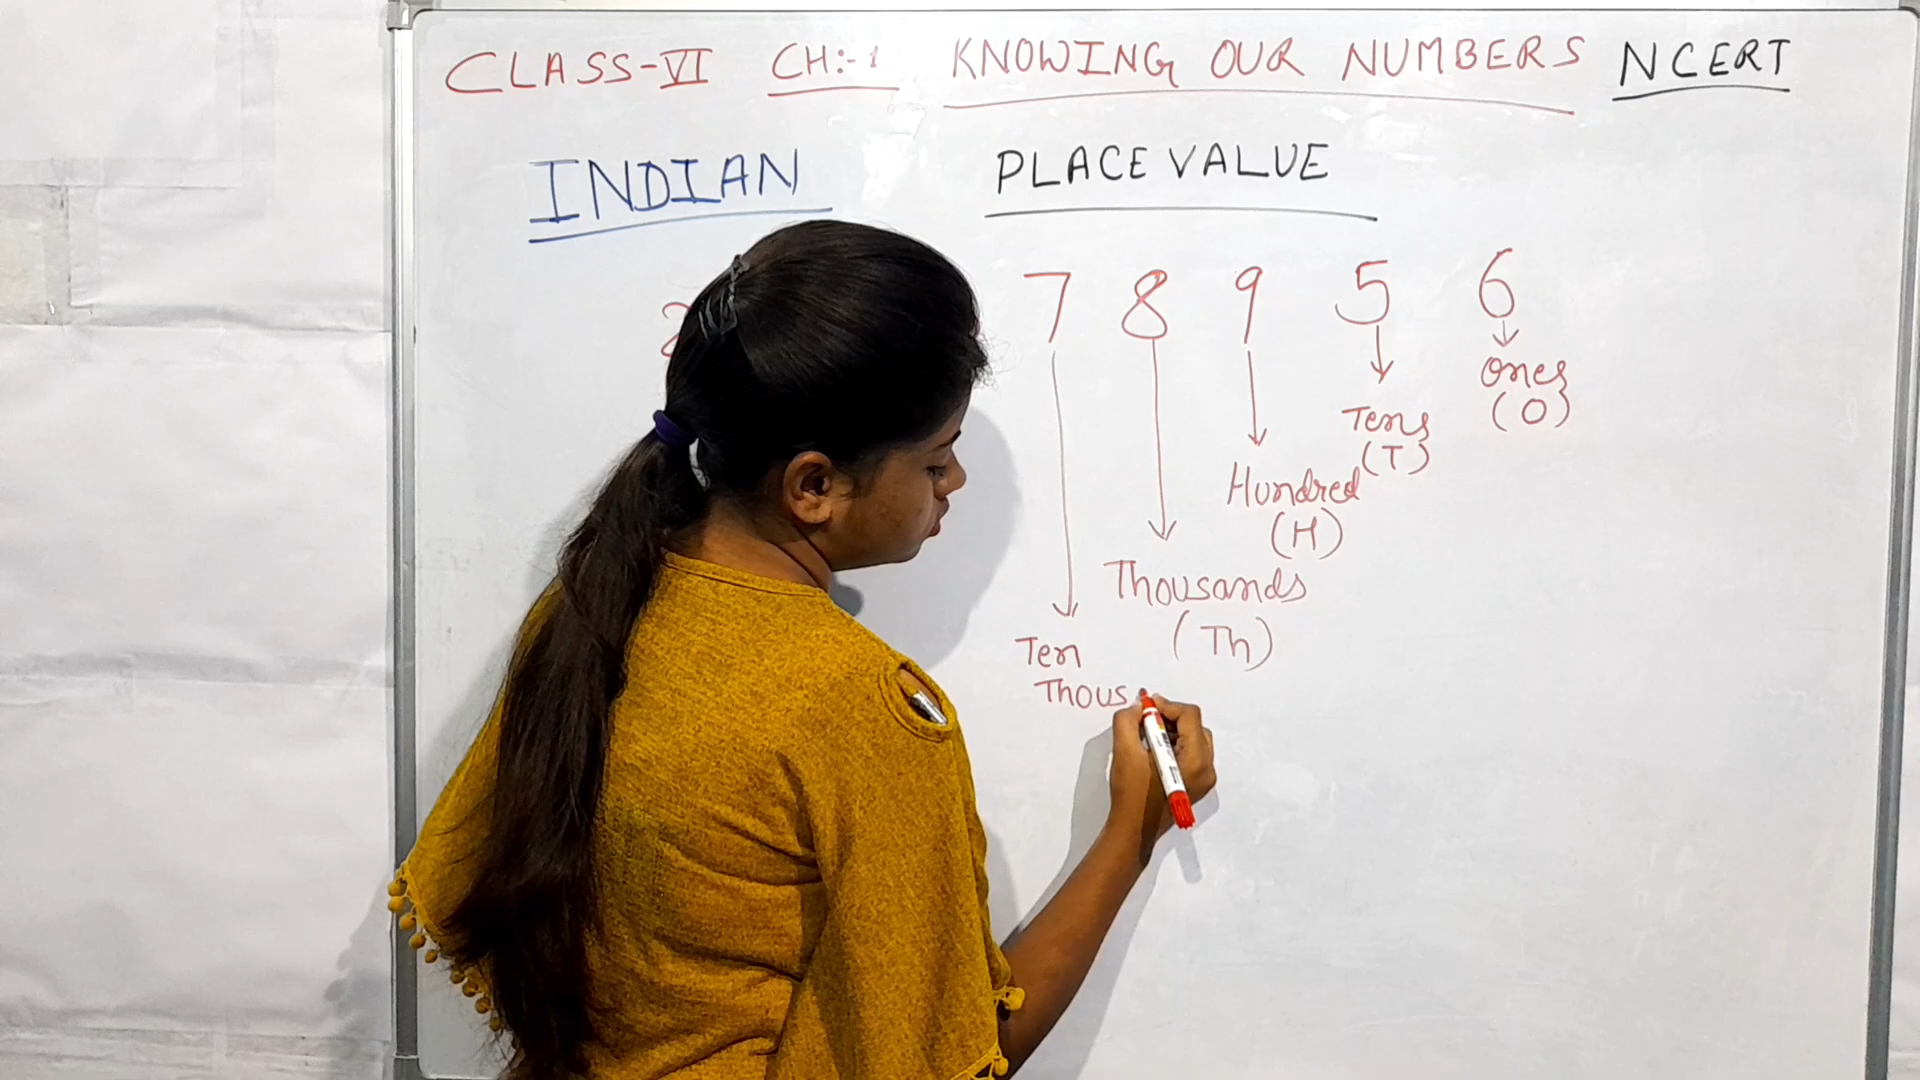 CLASS-VI CH:-1 KNOWING OUR NUMBERS NCERT
INDIAN PLACE VALUE
7 8 9 5 6
Ones
(O)
Tens
(T)
Hundred
(H)
Thousands
(Th)
Ten
Thous